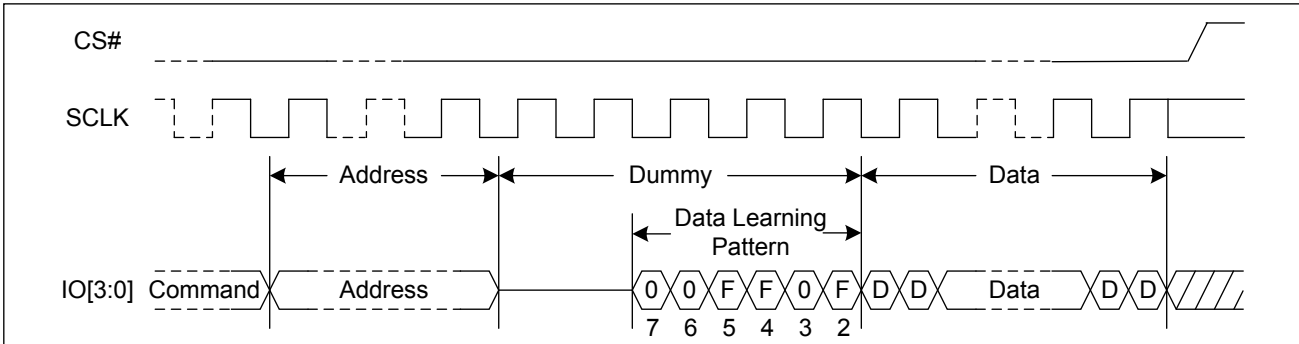 CS#
SCLK
Address Dummy Data
Data Learning
Pattern
IO[3:0] Command Address 0 0 F F 0 F D D Data D D
7 6 5 4 3 2